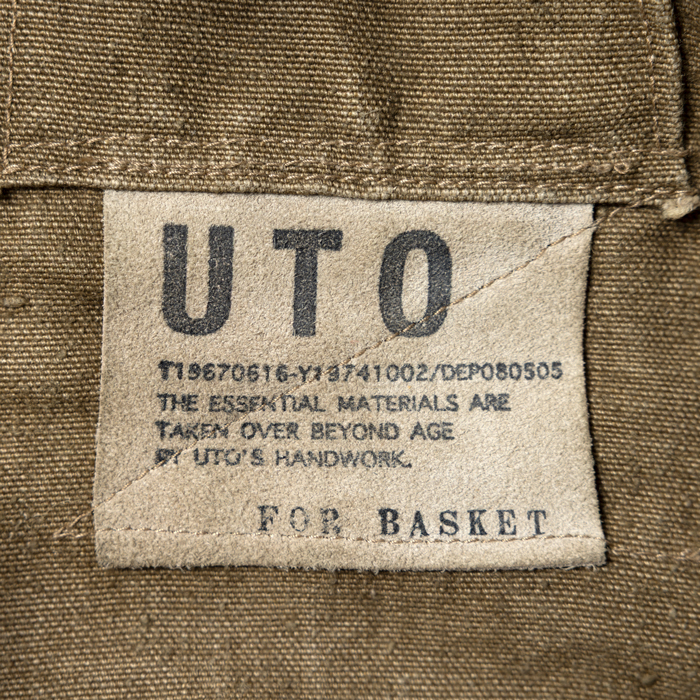 UTO
T19670616-Y19741002/DEP080505
THE ESSENTIAL MATERIALS ARE
TAKEN OVER BEYOND AGE
BY UTO'S HANDWORK.
FOR BASKET